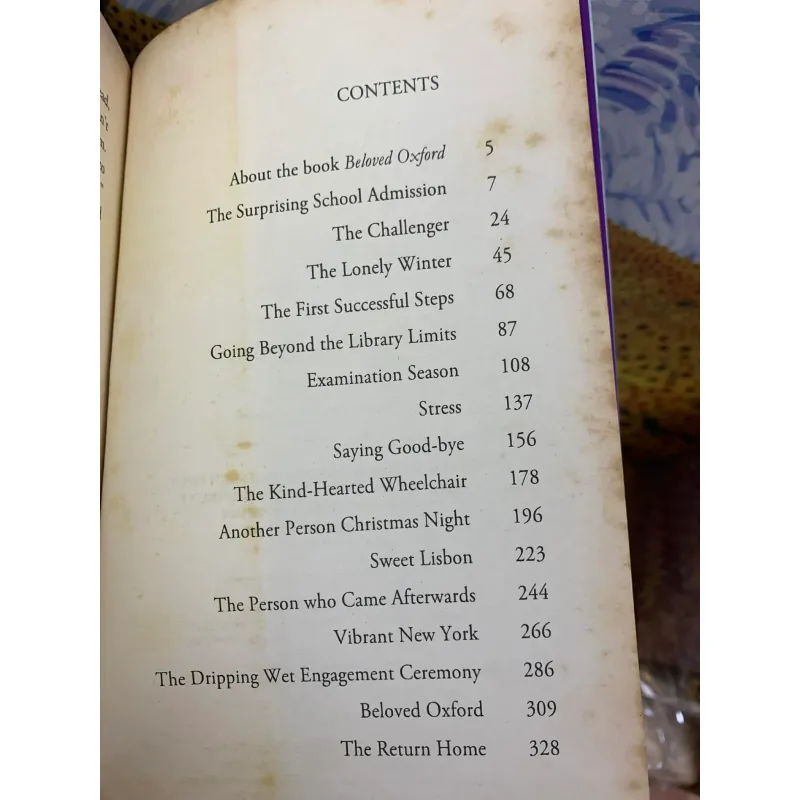 ad,
n't
m.
to
"
d
CONTENTS
About the book Beloved Oxford 5
The Surprising School Admission 7
The Challenger 24
The Lonely Winter 45
The First Successful Steps 68
Going Beyond the Library Limits 87
Examination Season 108
Stress 137
Saying Good-bye 156
The Kind-Hearted Wheelchair 178
Another Person Christmas Night 196
Sweet Lisbon 223
The Person who Came Afterwards 244
Vibrant New York 266
The Dripping Wet Engagement Ceremony 286
Beloved Oxford 309
The Return Home 328